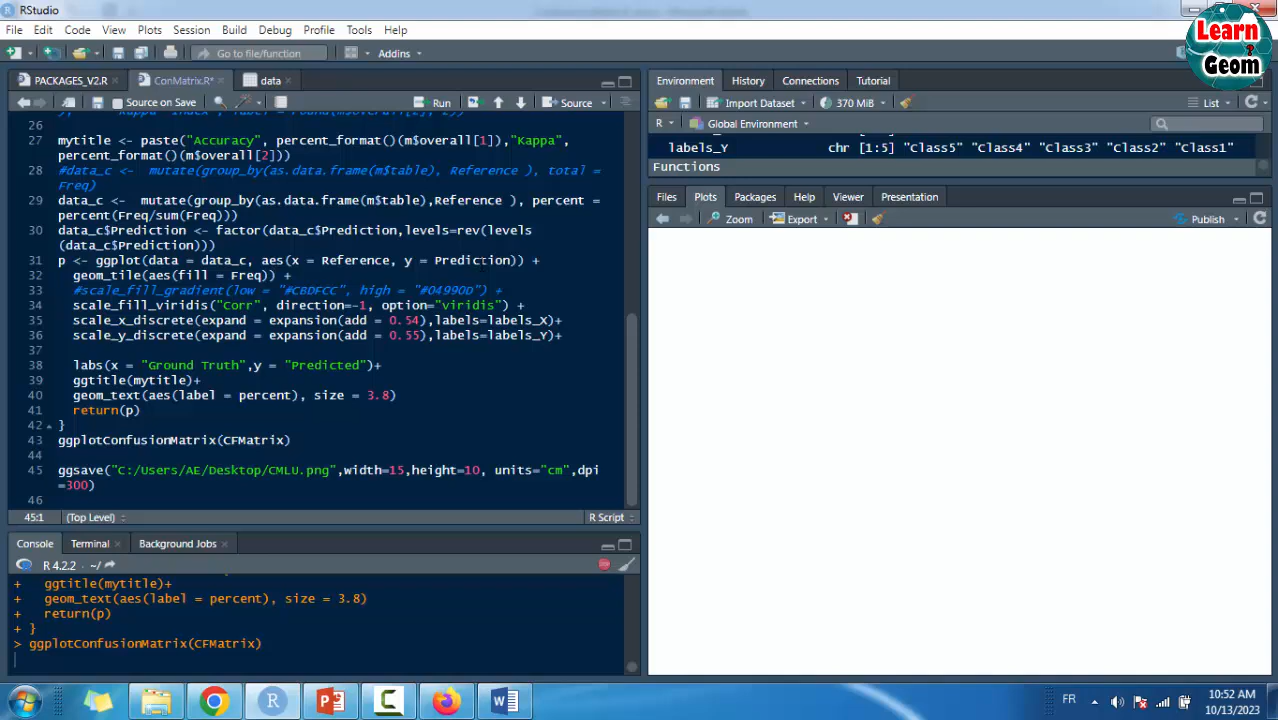 RStudio
File Edit Code View Plots Session Build Debug Profile Tools Help
Go to file/function Addins
Learn
Geom
PACKAGES_V2.R × ConMatrix.R* × data ×
Source on Save Run Source
26
27 mytitle <- paste("Accuracy", percent_format()(m$overall[1]),"Kappa",
percent_format()(m$overall[2]))
28 #data_c <-  mutate(group_by(as.data.frame(m$table), Reference ), total =
Freq)
29 data_c <-  mutate(group_by(as.data.frame(m$table),Reference ), percent =
percent(Freq/sum(Freq)))
30 data_c$Prediction <- factor(data_c$Prediction,levels=rev(levels
(data_c$Prediction)))
31 p <- ggplot(data = data_c, aes(x = Reference, y = Prediction)) +
32 geom_tile(aes(fill = Freq)) +
33 #scale_fill_gradient(low = "#CBDFCC", high = "#04990D") +
34 scale_fill_viridis("Corr", direction=-1, option="viridis") +
35 scale_x_discrete(expand = expansion(add = 0.54),labels=labels_X)+
36 scale_y_discrete(expand = expansion(add = 0.55),labels=labels_Y)+
37
38 labs(x = "Ground Truth",y = "Predicted")+
39 ggtitle(mytitle)+
40 geom_text(aes(label = percent), size = 3.8)
41 return(p)
42 }
43 ggplotConfusionMatrix(CFMatrix)
44
45 ggsave("C:/Users/AE/Desktop/CMLU.png",width=15,height=10, units="cm",dpi
=300)
46
45:1 (Top Level) R Script
Console Terminal × Background Jobs ×
R 4.2.2 · ~/
+   ggtitle(mytitle)+
+   geom_text(aes(label = percent), size = 3.8)
+   return(p)
+ }
> ggplotConfusionMatrix(CFMatrix)
Environment History Connections Tutorial
Import Dataset 370 MiB List
R Global Environment
labels_Y chr [1:5] "Class5" "Class4" "Class3" "Class2" "Class1"
Functions
Files Plots Packages Help Viewer Presentation
Zoom Export Publish
FR
10:52 AM
10/13/2023